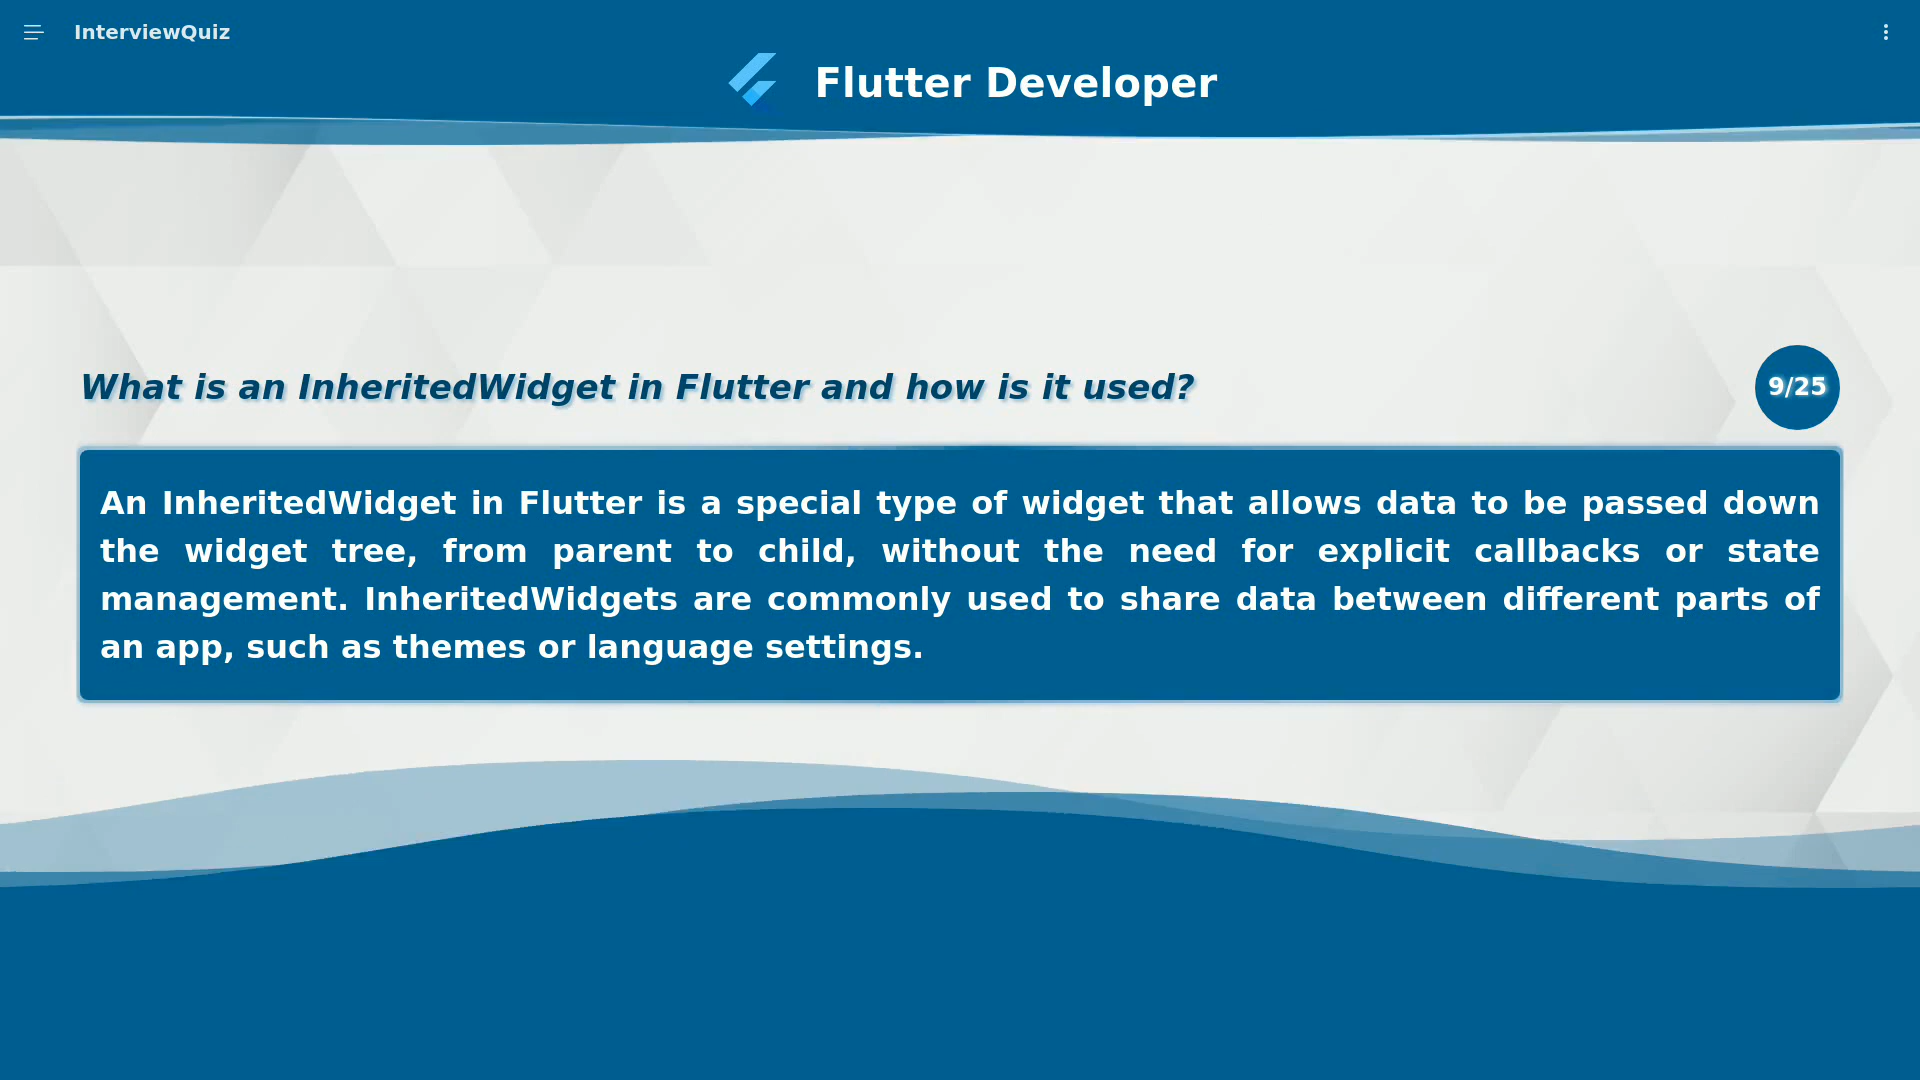 InterviewQuiz
Flutter Developer
What is an InheritedWidget in Flutter and how is it used?
9/25
An InheritedWidget in Flutter is a special type of widget that allows data to be passed down
the widget tree, from parent to child, without the need for explicit callbacks or state
management. InheritedWidgets are commonly used to share data between different parts of
an app, such as themes or language settings.